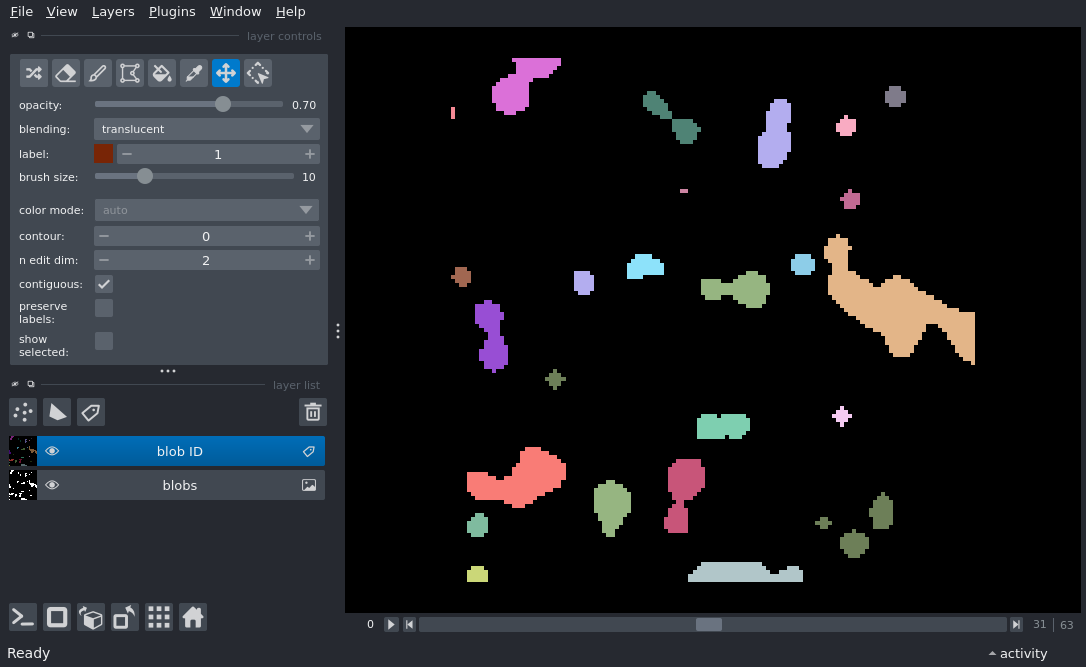 File View Layers Plugins Window Help
layer controls
opacity: 0.70
blending: translucent
label: 1
brush size: 10
color mode: auto
contour: 0
n edit dim: 2
contiguous:
preserve
labels:
show
selected:
layer list
blob ID
blobs
0 31 63
Ready activity